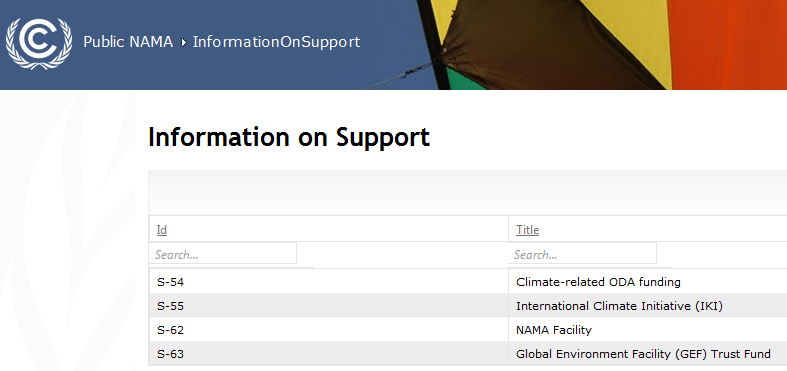 Public NAMA InformationOnSupport
Information on Support
Id Title
Search... Search...
S-54 Climate-related ODA funding
S-55 International Climate Initiative (IKI)
S-62 NAMA Facility
S-63 Global Environment Facility (GEF) Trust Fund